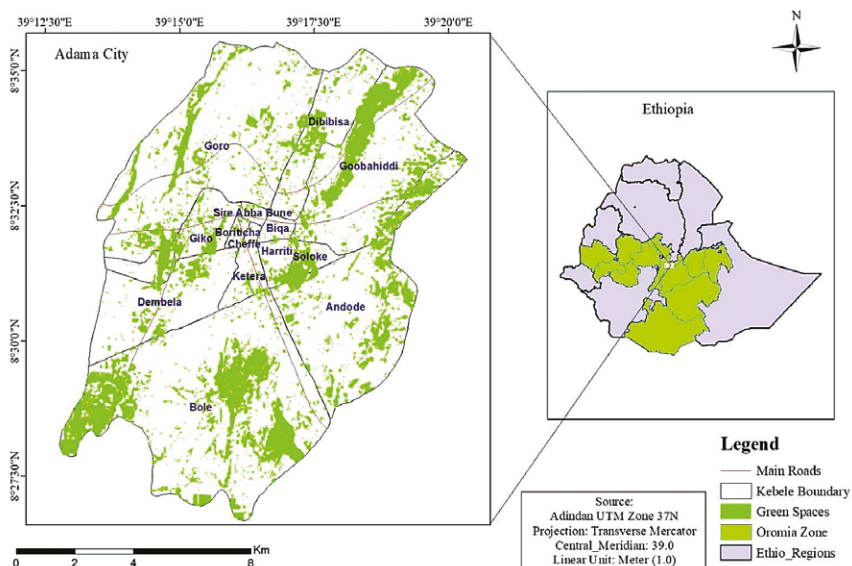 39°12'30"E 39°15'0"E 39°17'30"E 39°20'0"E
N
Adama City
8°35'0"N
Ethiopia
Dibibisa
Goro
Goobahiddi
8°32'30"N
Sire Abba Bune
Biqa
Boriticha
Giko
Cheffe
Harriti
Soloke
Ketera
Dembela
Andode
8°30'0"N
Bole
8°27'30"N
Legend
Main Roads
Kebele Boundary
Green Spaces
Oromia Zone
Ethio_Regions
Source:
Adindan UTM Zone 37N
Projection: Transverse Mercator
Central_Meridian: 39.0
Linear Unit: Meter (1.0)
Km
0 2 4 8